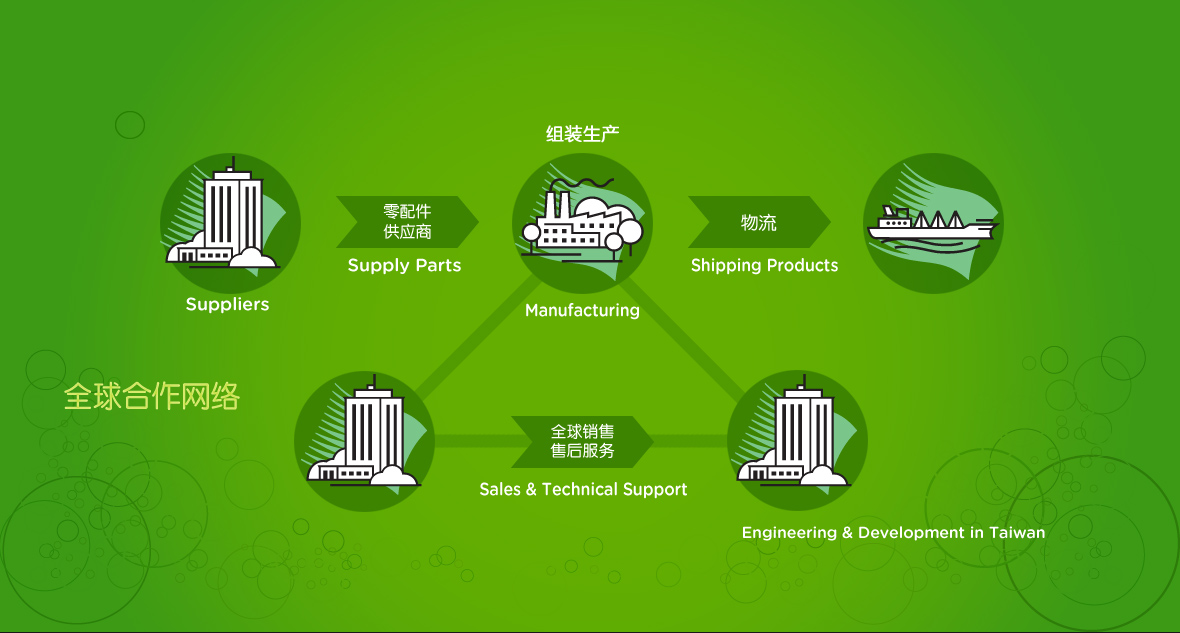 组装生产
零配件
供应商
物流
Supply Parts
Shipping Products
Suppliers
Manufacturing
全球合作网络
全球销售
售后服务
Sales & Technical Support
Engineering & Development in Taiwan